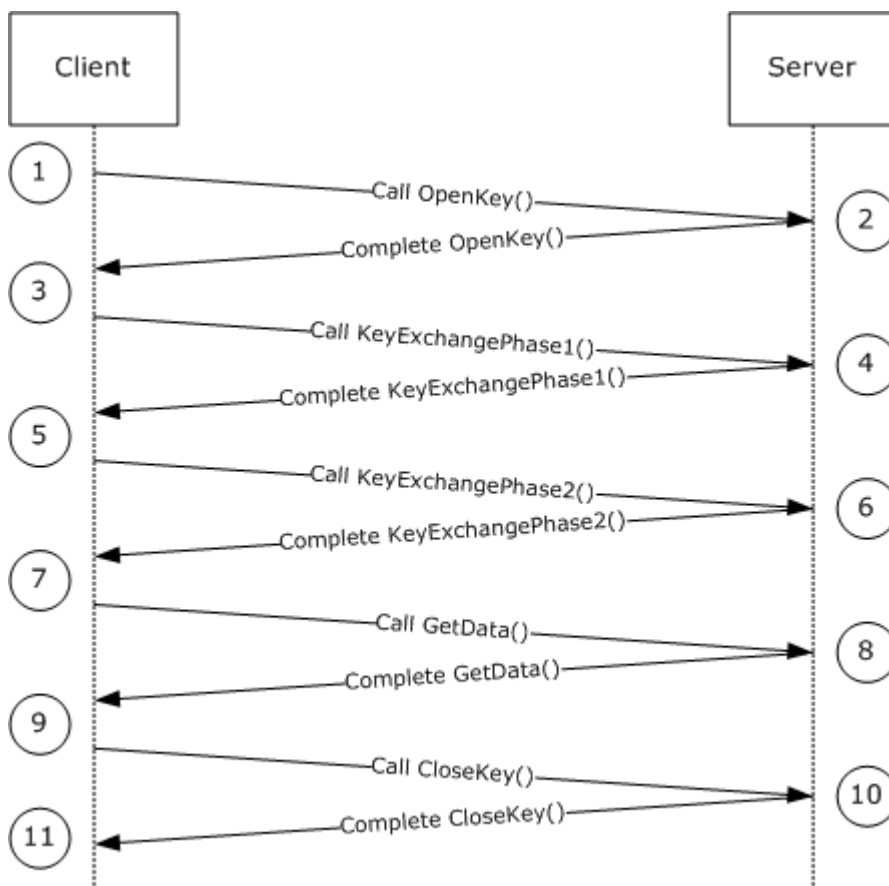 Client
Server
1
Call OpenKey()
2
Complete OpenKey()
3
Call KeyExchangePhase1()
4
Complete KeyExchangePhase1()
5
Call KeyExchangePhase2()
6
Complete KeyExchangePhase2()
7
Call GetData()
8
Complete GetData()
9
Call CloseKey()
10
Complete CloseKey()
11